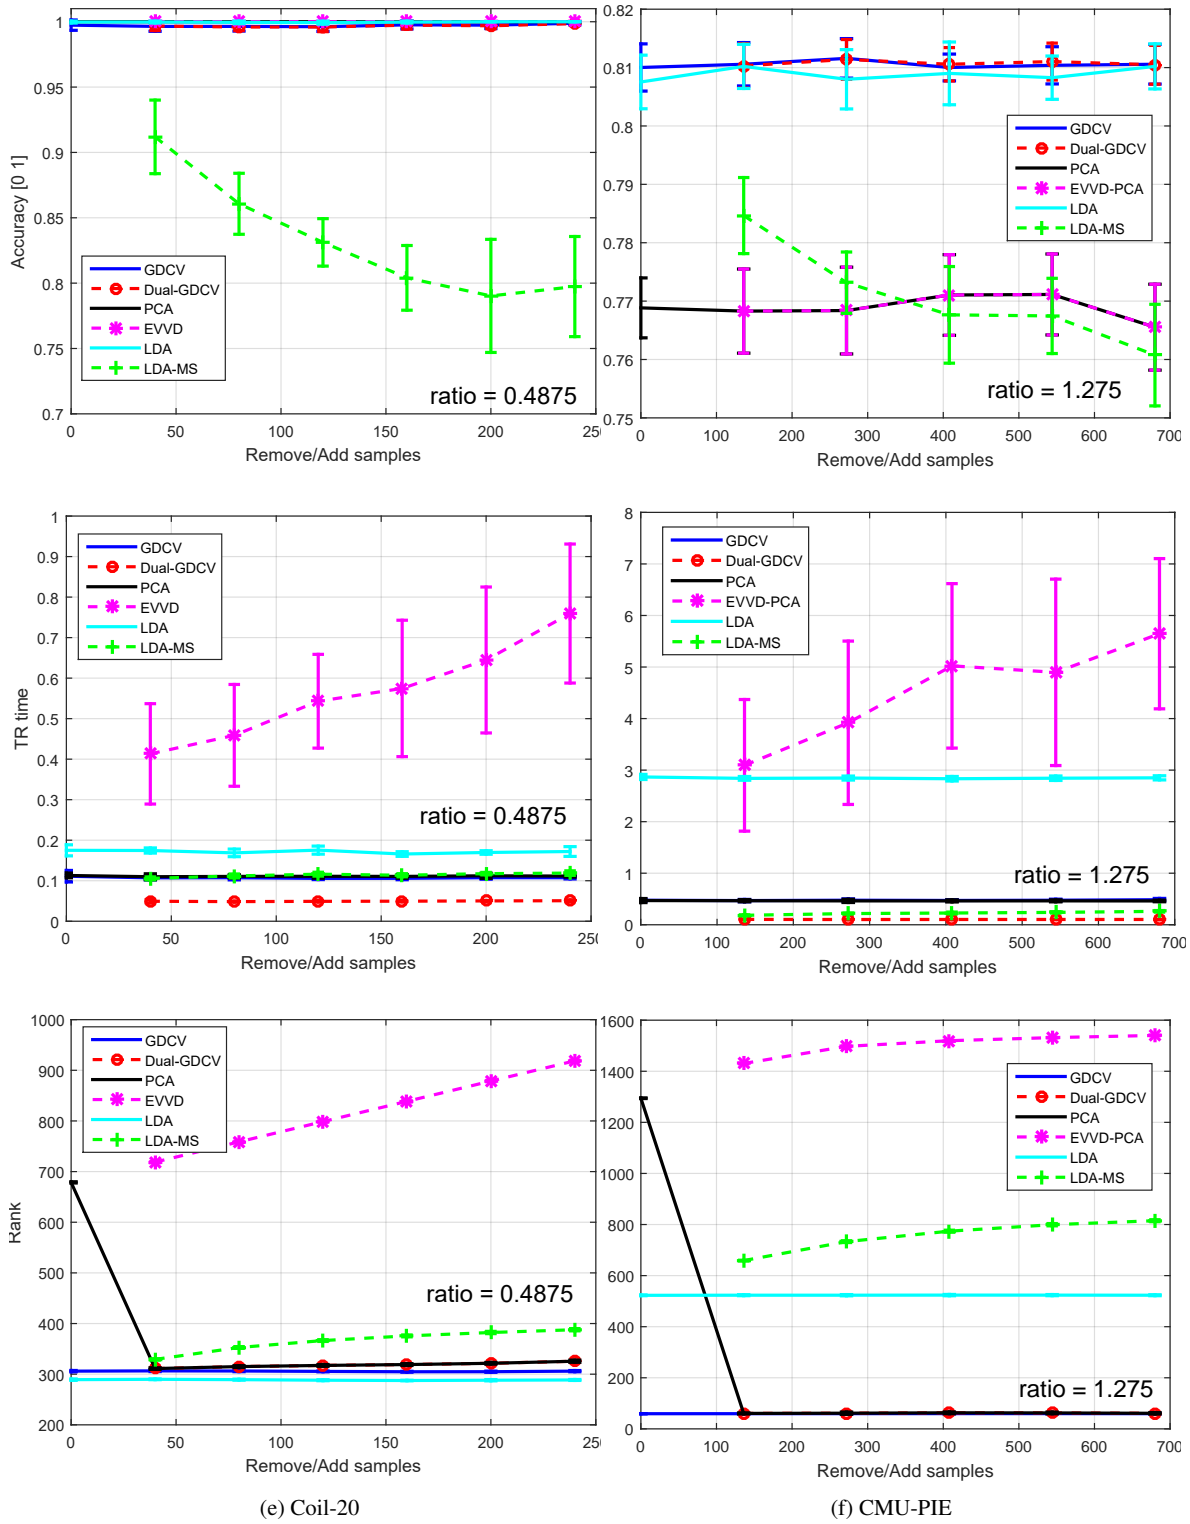 1
0.95
0.9
0.85
0.8
0.75
0.7
Accuracy [0 1]
GDCV
Dual-GDCV
PCA
EVVD
LDA
LDA-MS
ratio = 0.4875
0 50 100 150 200 25
Remove/Add samples
0.82
0.81
0.8
0.79
0.78
0.77
0.76
0.75
GDCV
Dual-GDCV
PCA
EVVD-PCA
LDA
LDA-MS
ratio = 1.275
0 100 200 300 400 500 600 700
Remove/Add samples
1
0.9
0.8
0.7
0.6
0.5
0.4
0.3
0.2
0.1
0
TR time
GDCV
Dual-GDCV
PCA
EVVD
LDA
LDA-MS
ratio = 0.4875
0 50 100 150 200 250
Remove/Add samples
8
7
6
5
4
3
2
1
0
GDCV
Dual-GDCV
PCA
EVVD-PCA
LDA
LDA-MS
ratio = 1.275
0 100 200 300 400 500 600 700
Remove/Add samples
1000
900
800
700
600
500
400
300
200
Rank
GDCV
Dual-GDCV
PCA
EVVD
LDA
LDA-MS
ratio = 0.4875
0 50 100 150 200 250
Remove/Add samples
1600
1400
1200
1000
800
600
400
200
0
GDCV
Dual-GDCV
PCA
EVVD-PCA
LDA
LDA-MS
ratio = 1.275
0 100 200 300 400 500 600 700
Remove/Add samples
(e) Coil-20
(f) CMU-PIE